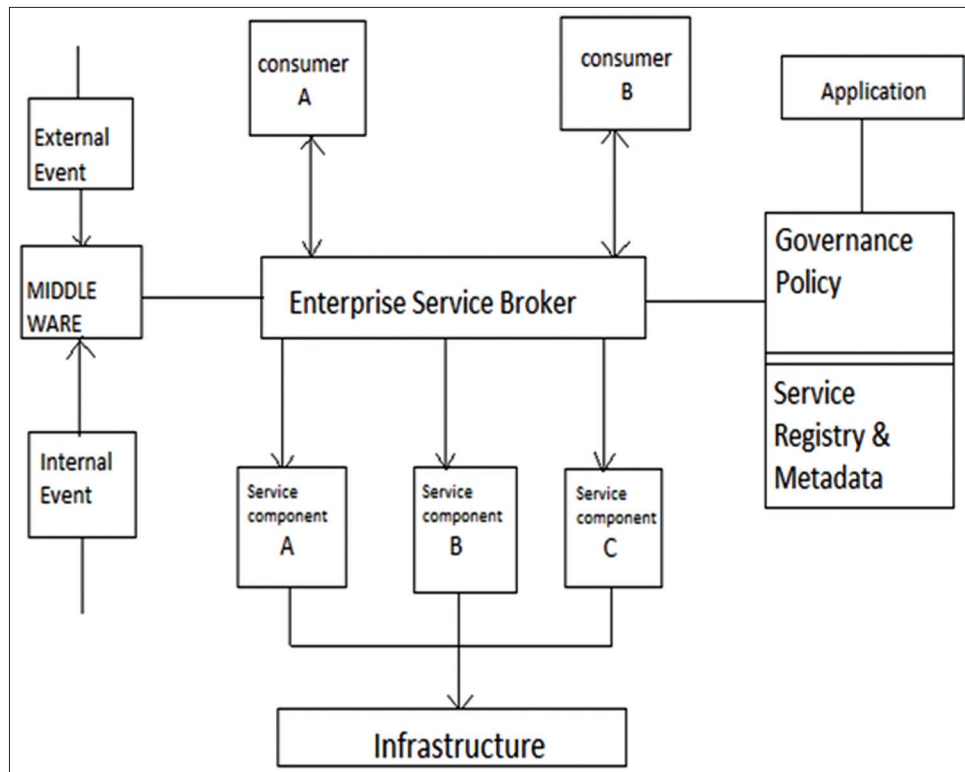 consumer
A
consumer
B
Application
External
Event
MIDDLE
WARE
Enterprise Service Broker
Governance
Policy
Service
Registry &
Metadata
Internal
Event
Service
component
A
Service
component
B
Service
component
C
Infrastructure